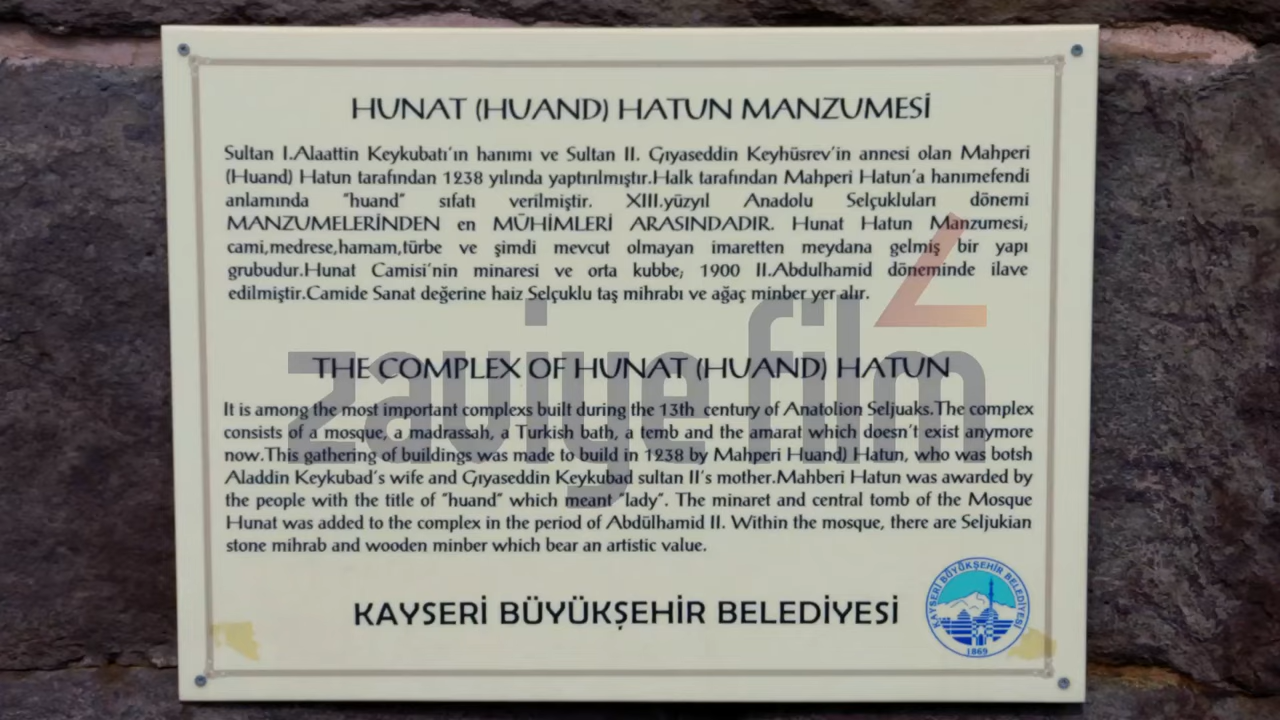 HUNAT (HUAND) HATUN MANZUMESİ
Sultan I.Alaattin Keykubatı'ın hanımı ve Sultan II. Gıyaseddin Keyhüsrev'in annesi olan Mahperi
(Huand) Hatun tarafından 1238 yılında yaptırılmıştır.Halk tarafından Mahperi Hatun'a hanımefendi
anlamında "huand" sıfatı verilmiştir. XIII.yüzyıl Anadolu Selçukluları dönemi
MANZUMELERİNDEN en MÜHİMLERİ ARASINDADIR. Hunat Hatun Manzumesi;
cami,medrese,hamam,türbe ve şimdi mevcut olmayan imaretten meydana gelmiş bir yapı
grubudur.Hunat Camisi'nin minaresi ve orta kubbe; 1900 II.Abdulhamid döneminde ilave
edilmiştir.Camide Sanat değerine haiz Selçuklu taş mihrabı ve ağaç minber yer alır.
THE COMPLEX OF HUNAT (HUAND) HATUN
zaviye film
It is among the most important complexs built during the 13th century of Anatolion Seljuaks.The complex
consists of a mosque, a madrassah, a Turkish bath, a temb and the amarat which doesn't exist anymore
now.This gathering of buildings was made to build in 1238 by Mahperi Huand) Hatun, who was botsh
Aladdin Keykubad's wife and Gıyaseddin Keykubad sultan II's mother.Mahberi Hatun was awarded by
the people with the title of "huand" which meant "lady". The minaret and central tomb of the Mosque
Hunat was added to the complex in the period of Abdülhamid II. Within the mosque, there are Seljukian
stone mihrab and wooden minber which bear an artistic value.
KAYSERİ BÜYÜKŞEHİR BELEDİYESİ
KAYSERİ BÜYÜKŞEHİR BELEDİYESİ
1869